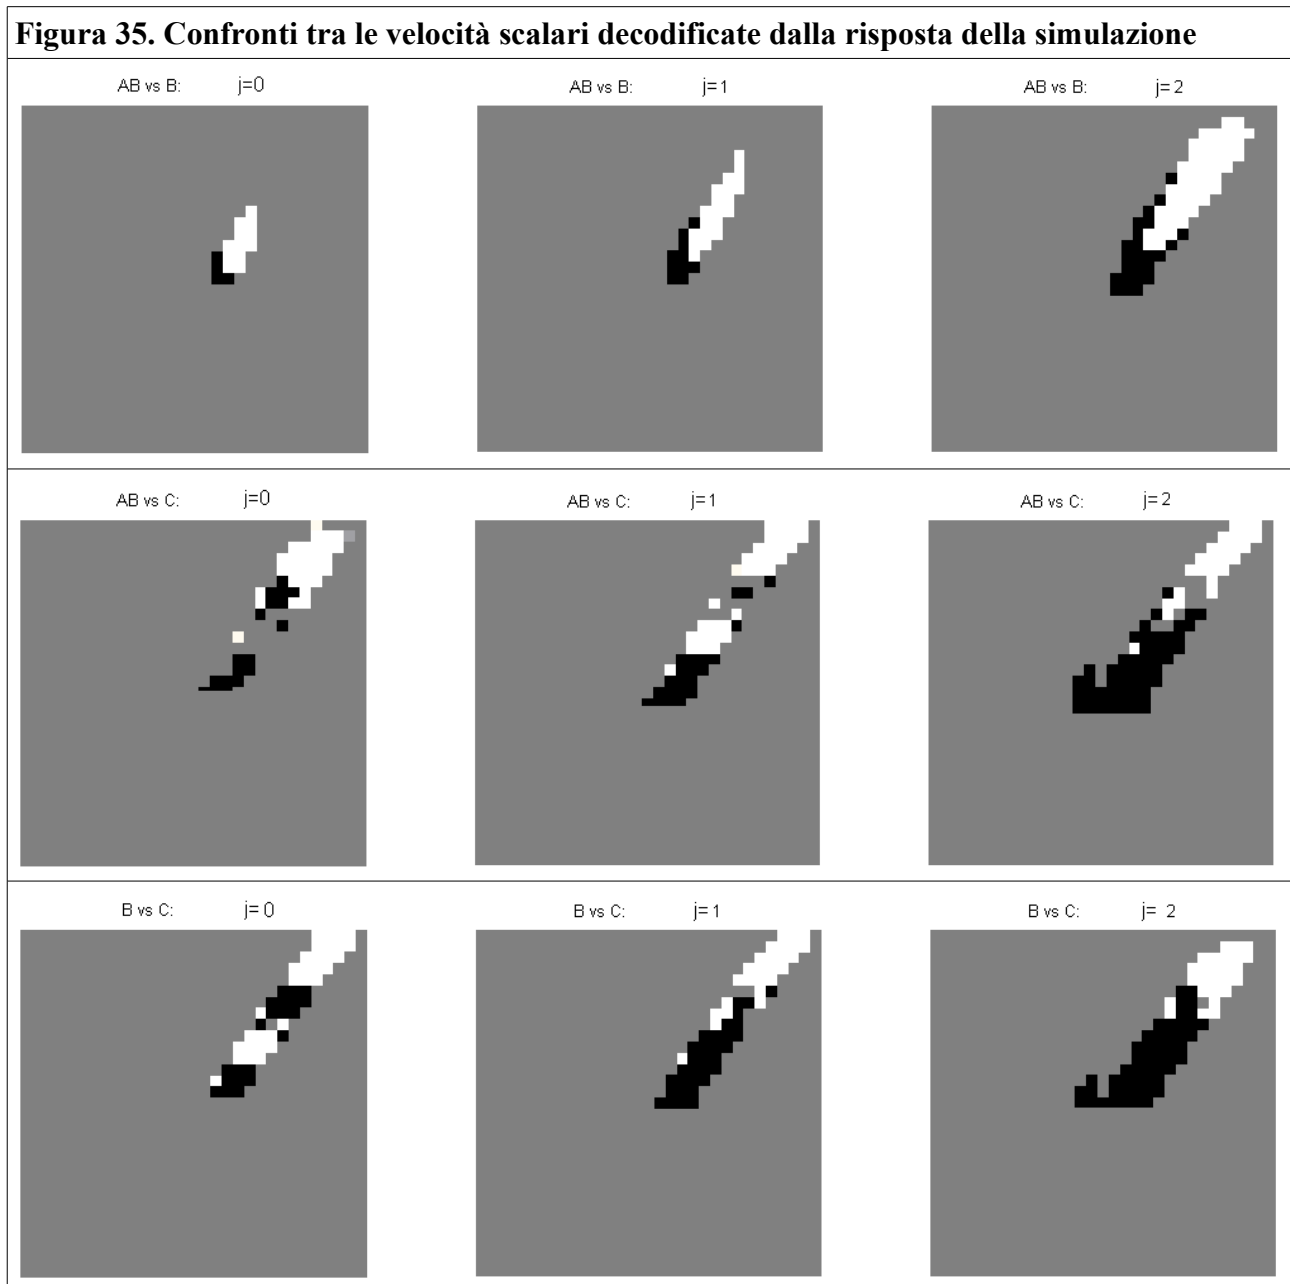 Figura 35. Confronti tra le velocità scalari decodificate dalla risposta della simulazione
AB vs B: j=0 AB vs B: j=1 AB vs B: j=2
AB vs C: j=0 AB vs C: j=1 AB vs C: j=2
B vs C: j=0 B vs C: j=1 B vs C: j= 2